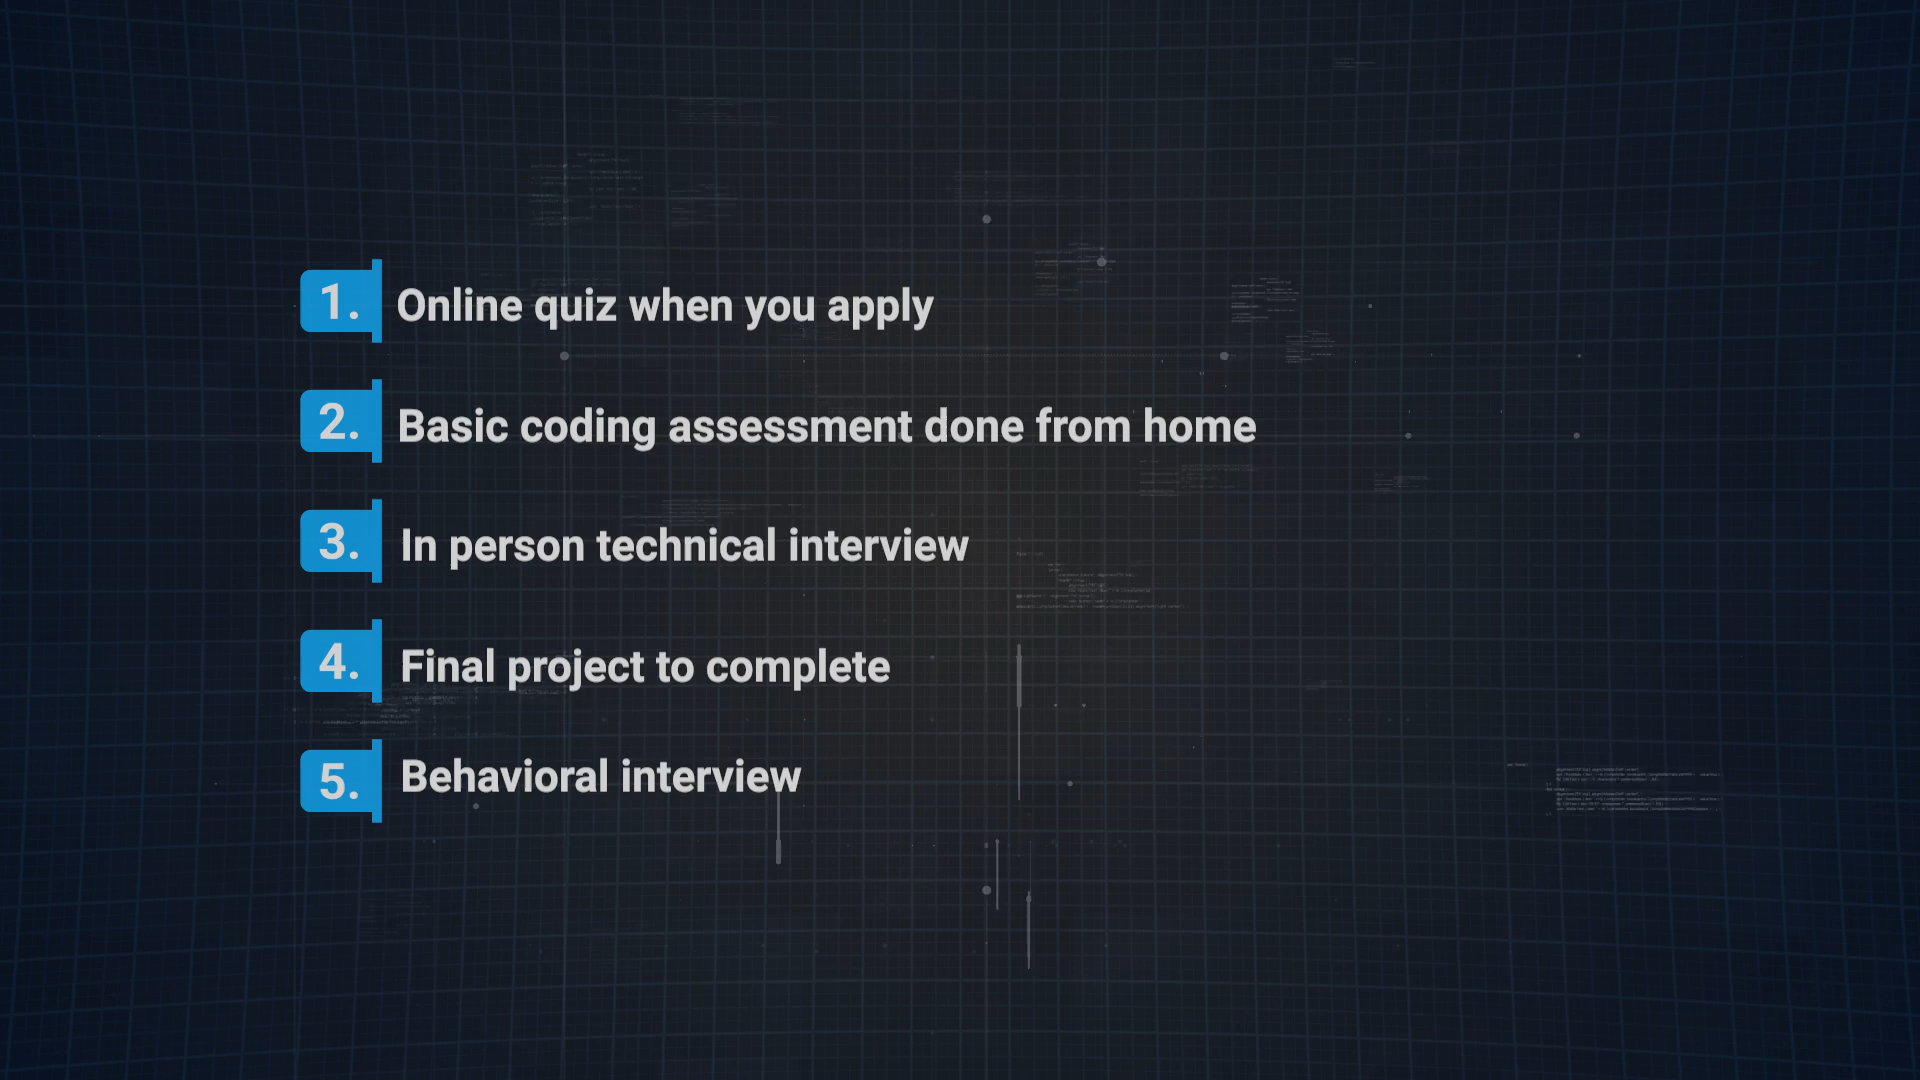 1. Online quiz when you apply
2. Basic coding assessment done from home
3. In person technical interview
4. Final project to complete
5. Behavioral interview